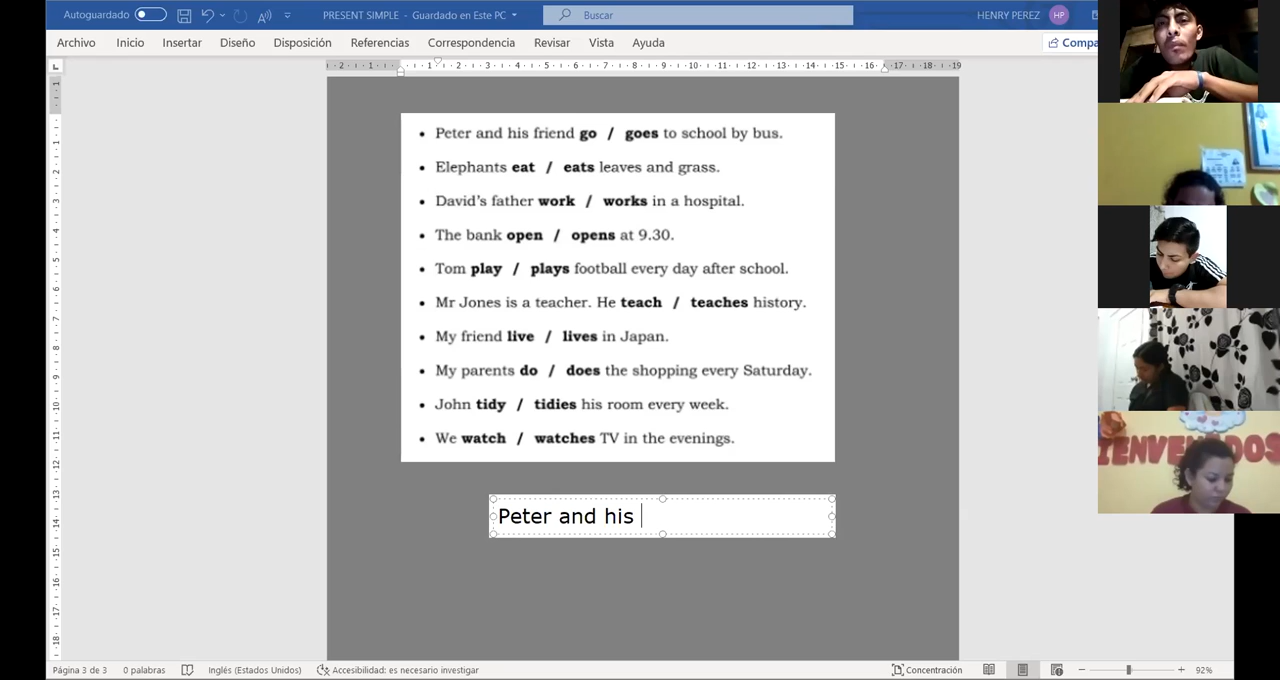 Autoguardado
PRESENT SIMPLE - Guardado en Este PC
Buscar
HENRY PEREZ
HP
Archivo Inicio Insertar Diseño Disposición Referencias Correspondencia Revisar Vista Ayuda
Compa
• Peter and his friend go / goes to school by bus.
• Elephants eat / eats leaves and grass.
• David's father work / works in a hospital.
• The bank open / opens at 9.30.
• Tom play / plays football every day after school.
• Mr Jones is a teacher. He teach / teaches history.
• My friend live / lives in Japan.
• My parents do / does the shopping every Saturday.
• John tidy / tidies his room every week.
• We watch / watches TV in the evenings.
Peter and his
BIENVENIDOS
Página 3 de 3 0 palabras Inglés (Estados Unidos) Accesibilidad: es necesario investigar Concentración 92%